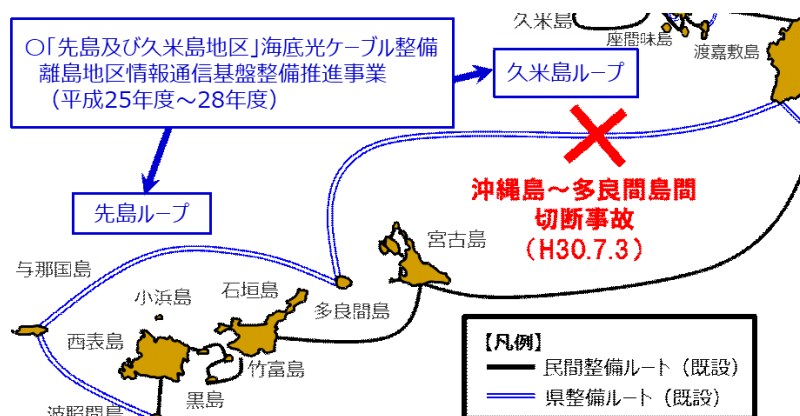 久米島
座間味島
渡嘉敷島
○「先島及び久米島地区」海底光ケーブル整備
離島地区情報通信基盤整備推進事業
（平成25年度～28年度）
久米島ループ
先島ループ
沖縄島～多良間島間
切断事故
（H30.7.3）
宮古島
与那国島
小浜島
石垣島
多良間島
西表島
竹富島
黒島
波照間島
【凡例】
民間整備ルート（既設）
県整備ルート（既設）